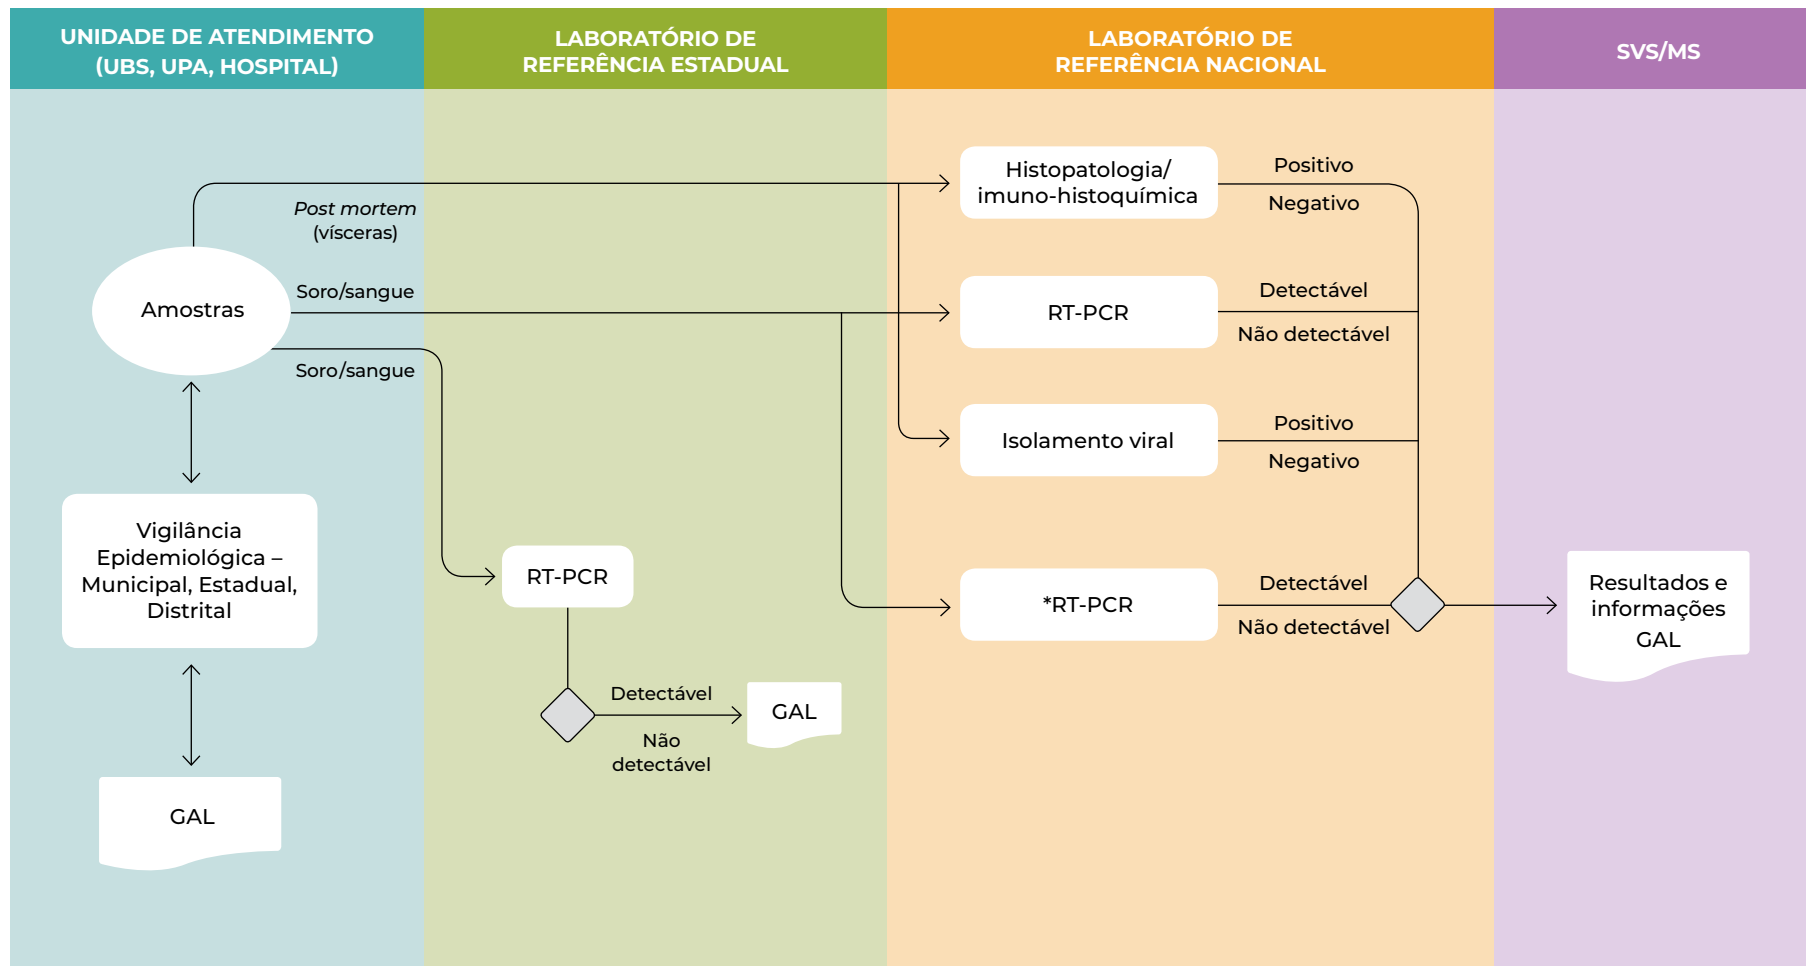 UNIDADE DE ATENDIMENTO
(UBS, UPA, HOSPITAL)
LABORATÓRIO DE
REFERÊNCIA ESTADUAL
LABORATÓRIO DE
REFERÊNCIA NACIONAL
SVS/MS
Post mortem
(vísceras)
Amostras
Soro/sangue
Soro/sangue
Vigilância
Epidemiológica –
Municipal, Estadual,
Distrital
GAL
RT-PCR
Detectável
Não
detectável
GAL
Histopatologia/
imuno-histoquímica
Positivo
Negativo
RT-PCR
Detectável
Não detectável
Isolamento viral
Positivo
Negativo
*RT-PCR
Detectável
Não detectável
Resultados e
informações
GAL